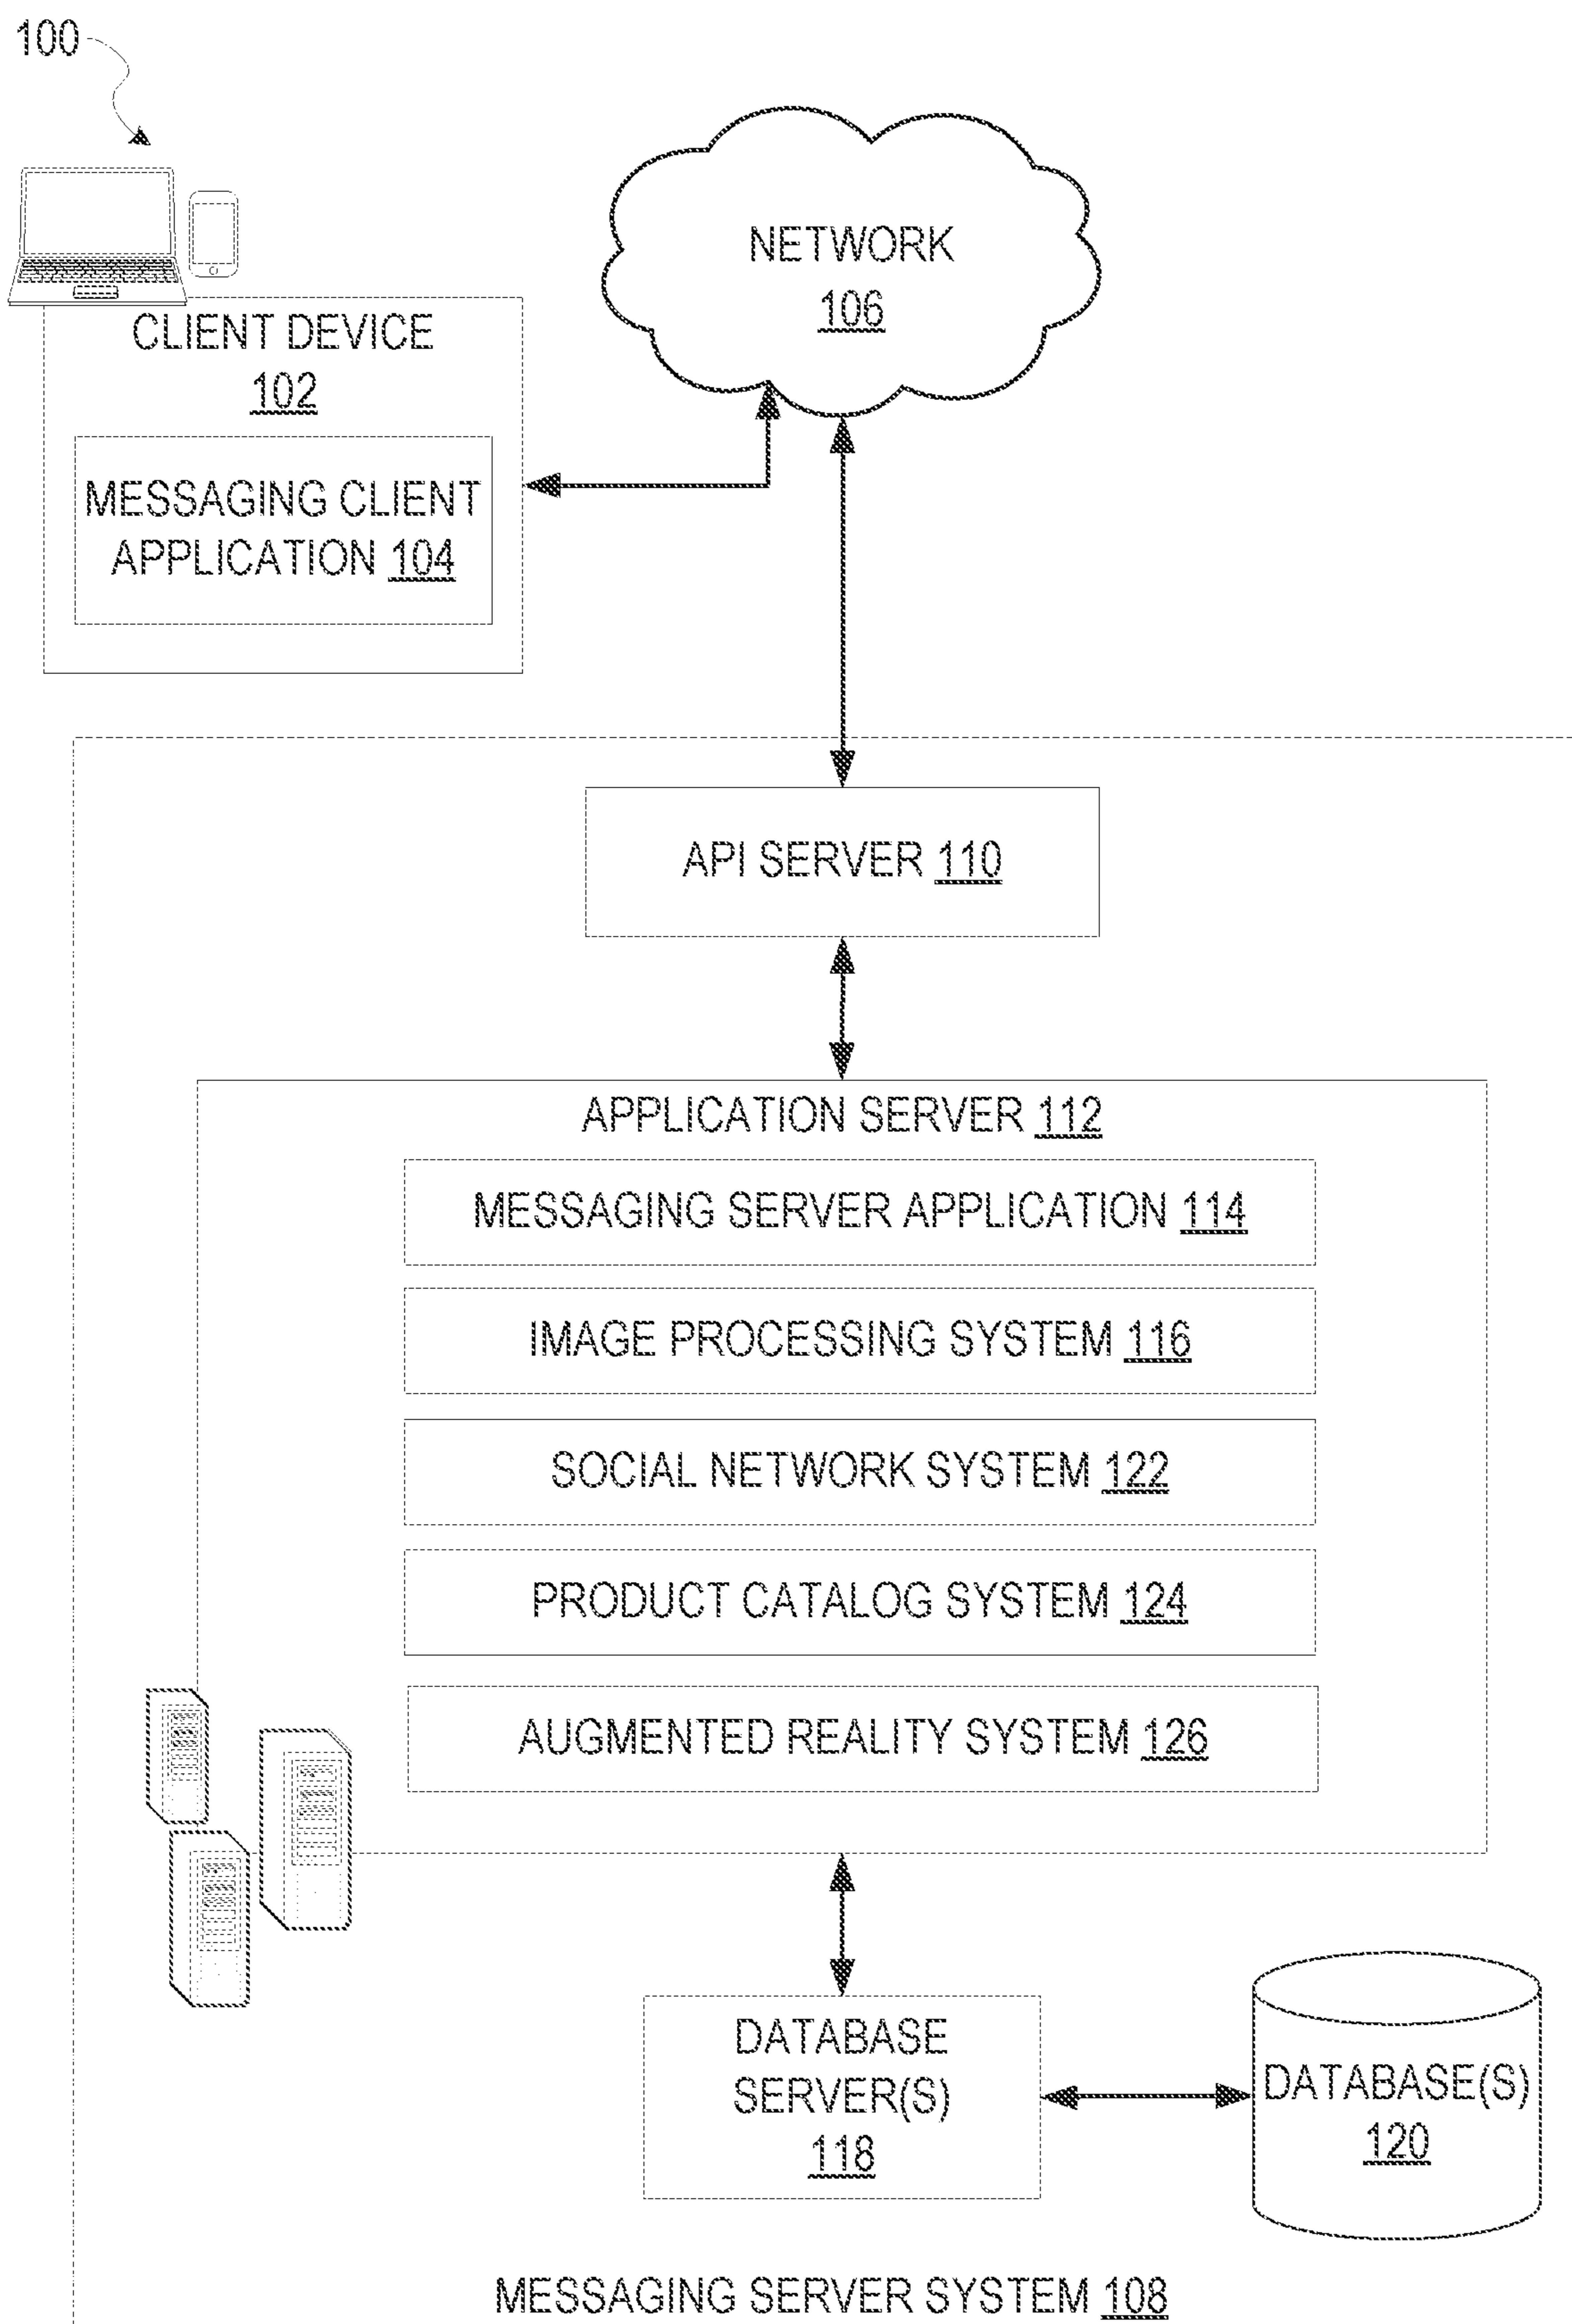 100
NETWORK
106
CLIENT DEVICE
102
MESSAGING CLIENT
APPLICATION 104
API SERVER 110
APPLICATION SERVER 112
MESSAGING SERVER APPLICATION 114
IMAGE PROCESSING SYSTEM 116
SOCIAL NETWORK SYSTEM 122
PRODUCT CATALOG SYSTEM 124
AUGMENTED REALITY SYSTEM 126
DATABASE
SERVER(S)
118
DATABASE(S)
120
MESSAGING SERVER SYSTEM 108